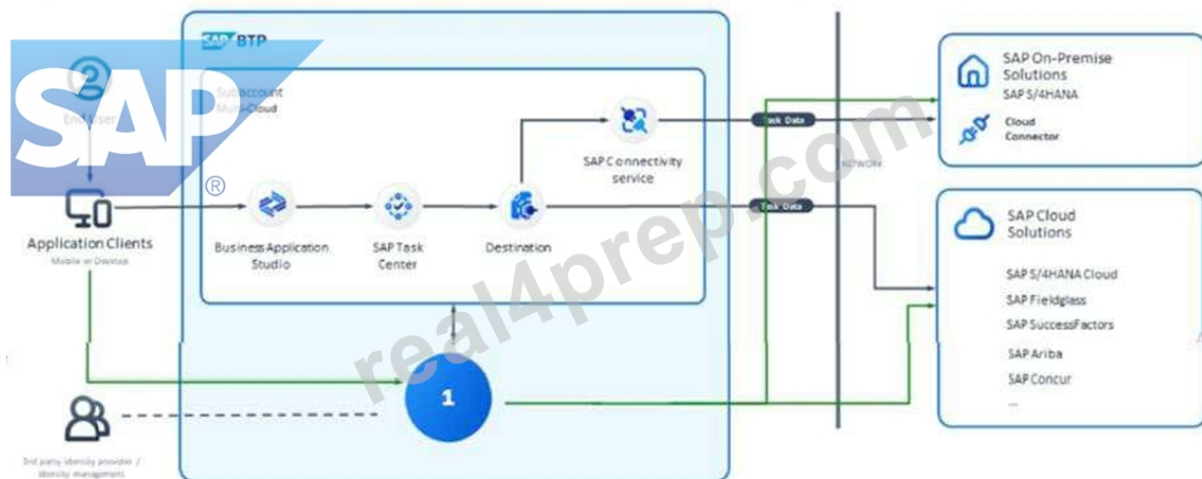 SAP BTP
SAP
®
End User
Subaccount
Multi-Cloud
Application Clients
Mobile or Desktop
Business Application
Studio
SAP Task
Center
Destination
SAP Connectivity
service
Task Data
Task Data
NETWORK
SAP On-Premise
Solutions
SAP S/4HANA
Cloud
Connector
SAP Cloud
Solutions
SAP S/4HANA Cloud
SAP Fieldglass
SAP SuccessFactors
SAP Ariba
SAP Concur
...
1
3rd party identity provider /
Identity management
real4prep.com